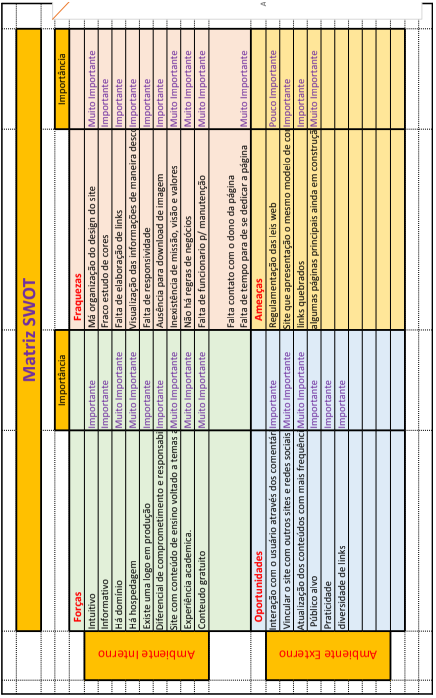 A
Matriz SWOT
Importância Importância
Forças Fraquezas
Intuitivo Importante Má organização do design do site Muito Importante
Informativo Importante Fraco estudo de cores Importante
Há domínio Muito Importante Falta de elaboração de links Importante
Há hospedagem Muito Importante Visualização das informações de maneira desco Importante
Existe uma logo em produção Importante Falta de responsividade Importante
Diferencial de comprometimento e responsabi Importante Ausência para download de imagem Importante
Site com conteúdo de ensino voltado a temas a Muito Importante Inexistência de missão, visão e valores Muito Importante
Experiência academica. Muito Importante Não há regras de negócios Muito Importante
Conteudo gratuito Muito Importante Falta de funcionario p/ manutenção Muito Importante
Falta contato com o dono da página
Falta de tempo para de se dedicar a página Muito Importante
Ambiente Interno
Oportunidades Ameaças
Interação com o usuário através dos comentár Importante Regulamentação das leis web Pouco Importante
Vincular o site com outros sites e redes sociais Muito Importante Site que apresentação o mesmo modelo de cor Muito Importante
Atualização dos conteúdos com mais frequênc Muito Importante links quebrados Importante
Público aivo Importante algumas páginas principais ainda em construçã Muito Importante
Praticidade Importante
diversidade de links Importante
Ambiente Externo